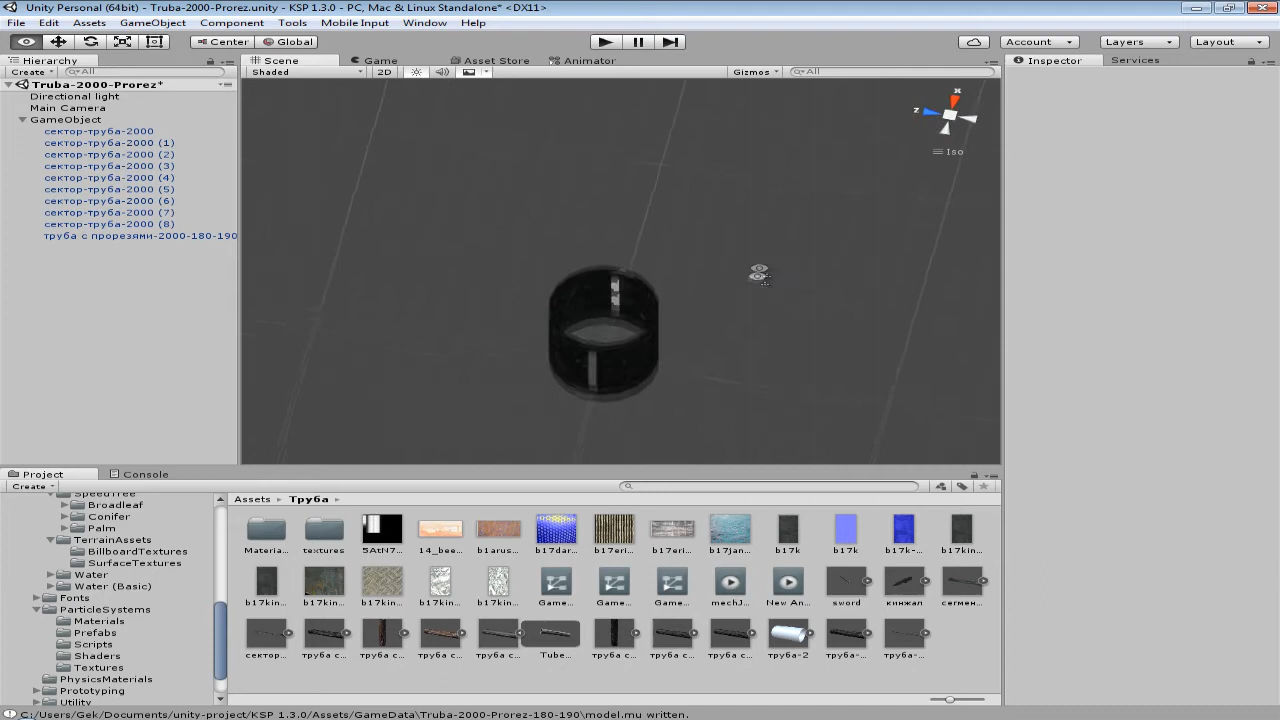 Unity Personal (64bit) - Truba-2000-Prorez.unity - KSP 1.3.0 - PC, Mac & Linux Standalone* <DX11>
File Edit Assets GameObject Component Tools Mobile Input Window Help
Center Global Account Layers Layout
Hierarchy Scene Game Asset Store Animator Inspector Services
Create All Shaded 2D Gizmos All
Truba-2000-Prorez*
Directional light
Main Camera
GameObject
сектор-труба-2000
сектор-труба-2000 (1)
сектор-труба-2000 (2)
сектор-труба-2000 (3)
сектор-труба-2000 (4)
сектор-труба-2000 (5)
сектор-труба-2000 (6)
сектор-труба-2000 (7)
сектор-труба-2000 (8)
труба с прорезями-2000-180-190
x
z
Iso
Project Console
Create
SpeedTree
Broadleaf
Conifer
Palm
TerrainAssets
BillboardTextures
SurfaceTextures
Water
Water (Basic)
Fonts
ParticleSystems
Materials
Prefabs
Scripts
Shaders
Textures
PhysicsMaterials
Prototyping
Utility
Assets Труба
Materia... textures 5AtN7... 14_bee... b1arus... b17dar... b17eri... b17eri... b17jan... b17k b17k b17k-... b17kin...
b17kin... b17kin... b17kin... b17kin... b17kin... Game... Game... Game... mechJ... New An... sword кинжал сегмен...
сектор... труба с... труба с... труба с... труба с... Tube... труба с... труба с... труба с... труба-2 труба-... труба-...
C:/Users/Gek/Documents/unity-project/KSP 1.3.0/Assets/GameData\Truba-2000-Prorez-180-190\model.mu written.